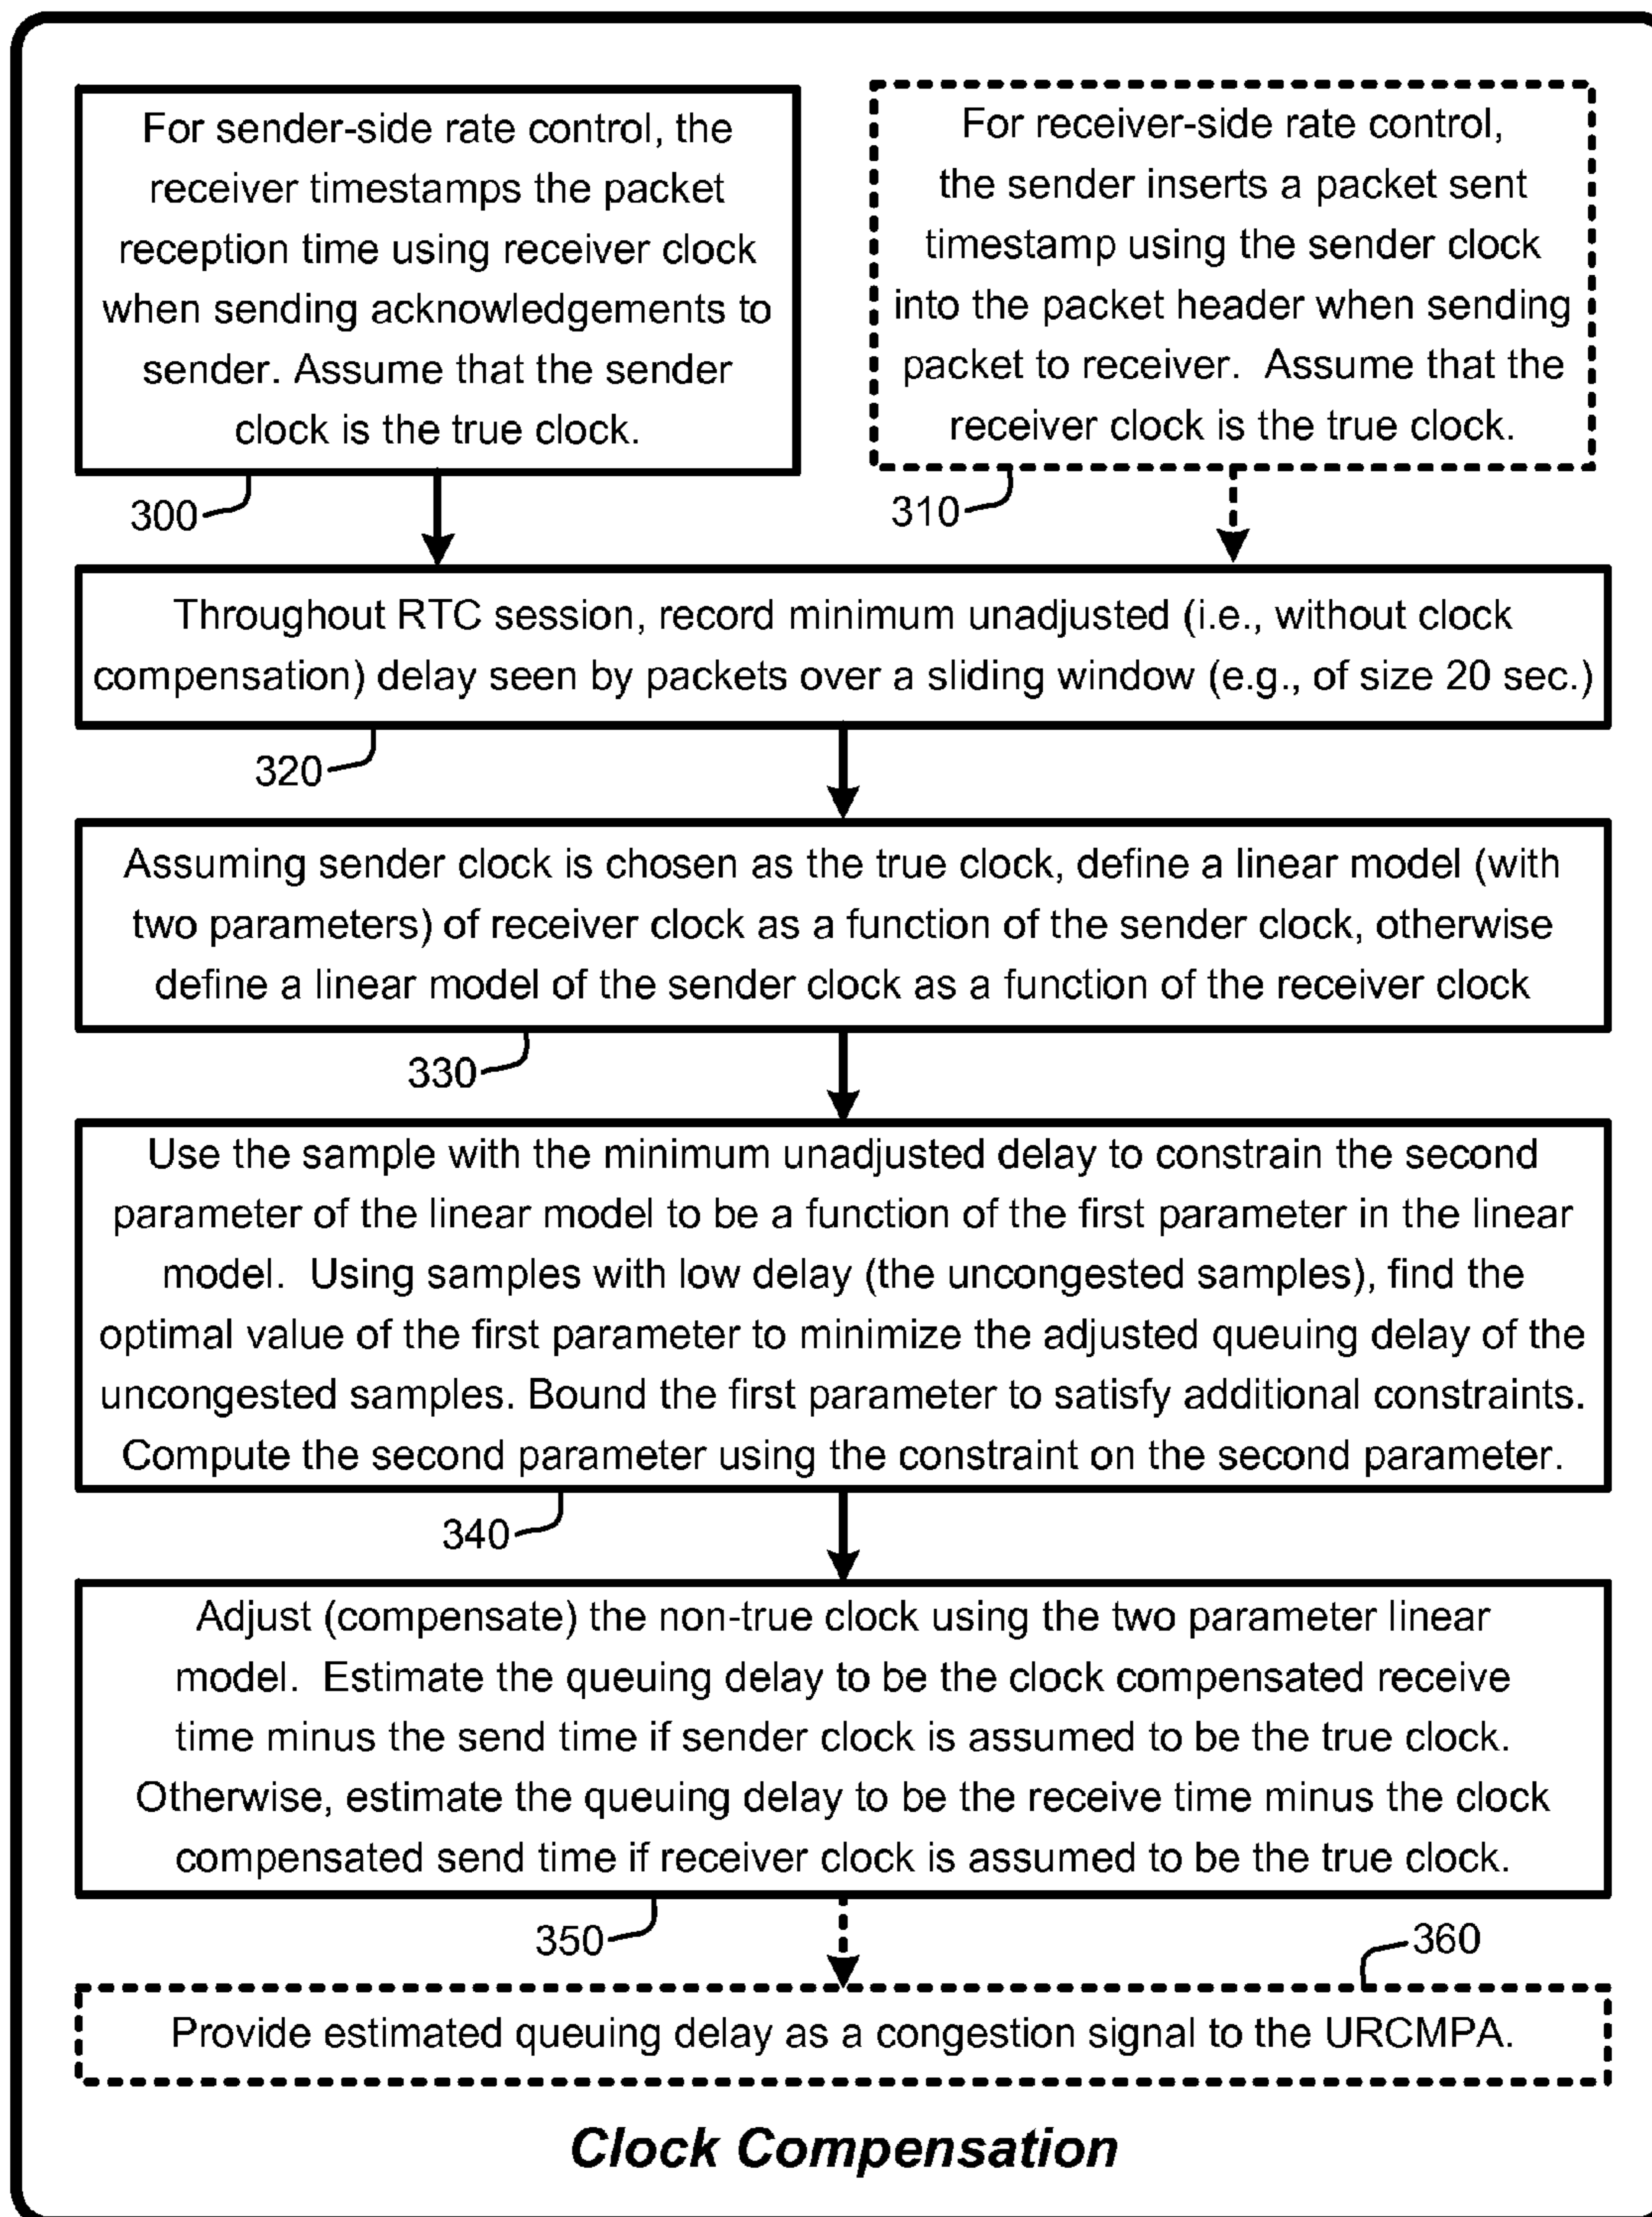 For sender-side rate control, the
receiver timestamps the packet
reception time using receiver clock
when sending acknowledgements to
sender. Assume that the sender
clock is the true clock.
300
For receiver-side rate control,
the sender inserts a packet sent
timestamp using the sender clock
into the packet header when sending
packet to receiver. Assume that the
receiver clock is the true clock.
310
Throughout RTC session, record minimum unadjusted (i.e., without clock
compensation) delay seen by packets over a sliding window (e.g., of size 20 sec.)
320
Assuming sender clock is chosen as the true clock, define a linear model (with
two parameters) of receiver clock as a function of the sender clock, otherwise
define a linear model of the sender clock as a function of the receiver clock
330
Use the sample with the minimum unadjusted delay to constrain the second
parameter of the linear model to be a function of the first parameter in the linear
model. Using samples with low delay (the uncongested samples), find the
optimal value of the first parameter to minimize the adjusted queuing delay of the
uncongested samples. Bound the first parameter to satisfy additional constraints.
Compute the second parameter using the constraint on the second parameter.
340
Adjust (compensate) the non-true clock using the two parameter linear
model. Estimate the queuing delay to be the clock compensated receive
time minus the send time if sender clock is assumed to be the true clock.
Otherwise, estimate the queuing delay to be the receive time minus the clock
compensated send time if receiver clock is assumed to be the true clock.
350
360
Provide estimated queuing delay as a congestion signal to the URCMPA.
Clock Compensation